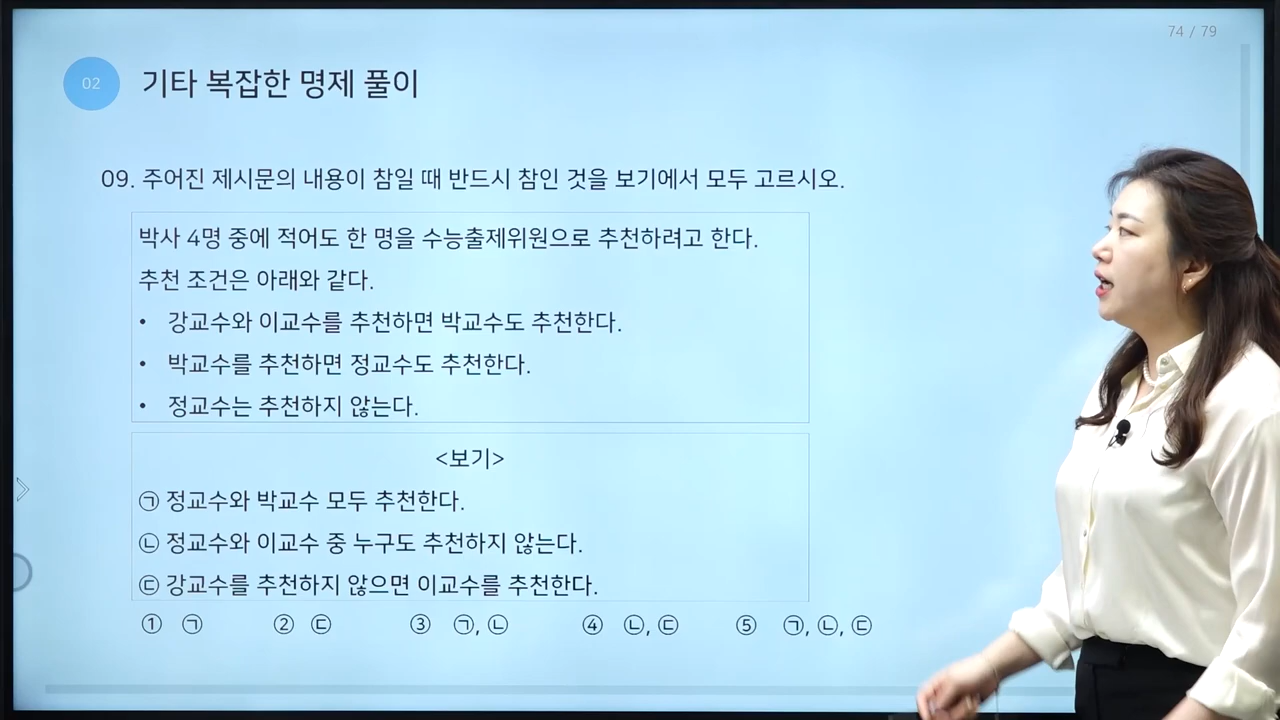 74 / 79
02
기타 복잡한 명제 풀이
09. 주어진 제시문의 내용이 참일 때 반드시 참인 것을 보기에서 모두 고르시오.
박사 4명 중에 적어도 한 명을 수능출제위원으로 추천하려고 한다.
추천 조건은 아래와 같다.
• 강교수와 이교수를 추천하면 박교수도 추천한다.
• 박교수를 추천하면 정교수도 추천한다.
• 정교수는 추천하지 않는다.
<보기>
㉠ 정교수와 박교수 모두 추천한다.
㉡ 정교수와 이교수 중 누구도 추천하지 않는다.
㉢ 강교수를 추천하지 않으면 이교수를 추천한다.
① ㉠ ② ㉢ ③ ㉠, ㉡ ④ ㉡, ㉢ ⑤ ㉠, ㉡, ㉢